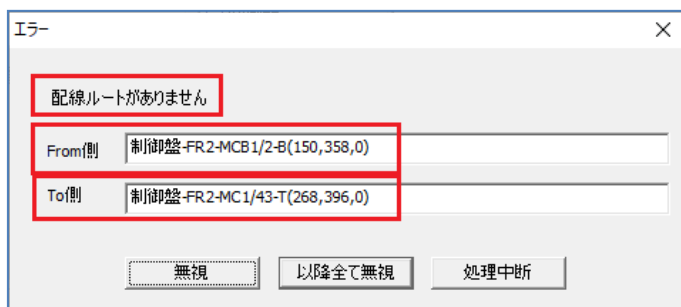 エラー
配線ルートがありません
From側 制御盤-FR2-MCB1/2-B(150,358,0)
To側 制御盤-FR2-MC1/43-T(268,396,0)
無視 以降全て無視 処理中断